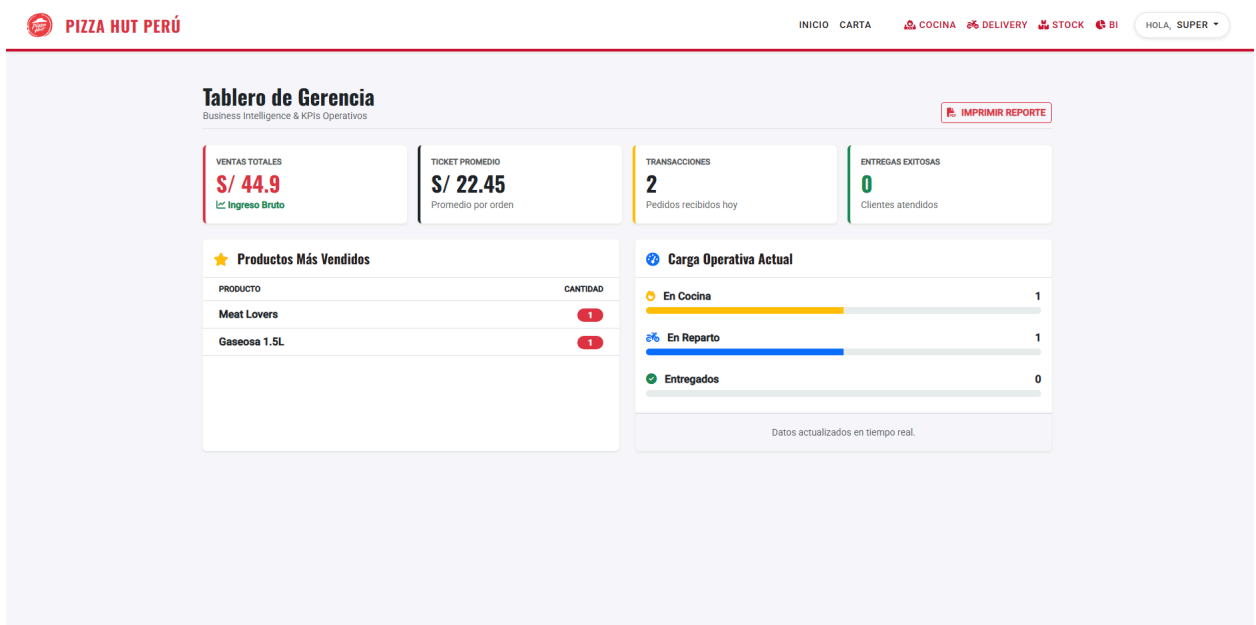 PIZZA HUT PERÚ
INICIO CARTA COCINA DELIVERY STOCK BI HOLA, SUPER
Tablero de Gerencia
Business Intelligence & KPIs Operativos
IMPRIMIR REPORTE
VENTAS TOTALES
S/ 44.9
Ingreso Bruto
TICKET PROMEDIO
S/ 22.45
Promedio por orden
TRANSACCIONES
2
Pedidos recibidos hoy
ENTREGAS EXITOSAS
0
Clientes atendidos
Productos Más Vendidos
PRODUCTO CANTIDAD
Meat Lovers 1
Gaseosa 1.5L 1
Carga Operativa Actual
En Cocina 1
En Reparto 1
Entregados 0
Datos actualizados en tiempo real.